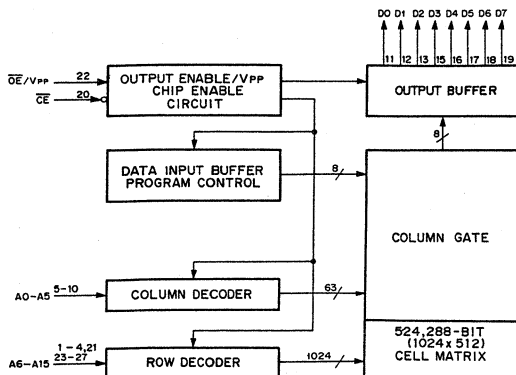 D0 D1 D2 D3 D4 D5 D6 D7
11 12 13 15 16 17 18 19
OE/VPP 22
CE 20
OUTPUT ENABLE/VPP
CHIP ENABLE
CIRCUIT
OUTPUT BUFFER
8
DATA INPUT BUFFER
PROGRAM CONTROL
8
COLUMN GATE
A0-A5 5-10
COLUMN DECODER
63
524,288-BIT
(1024x512)
CELL MATRIX
1-4,21
A6-A15 23-27
ROW DECODER
1024